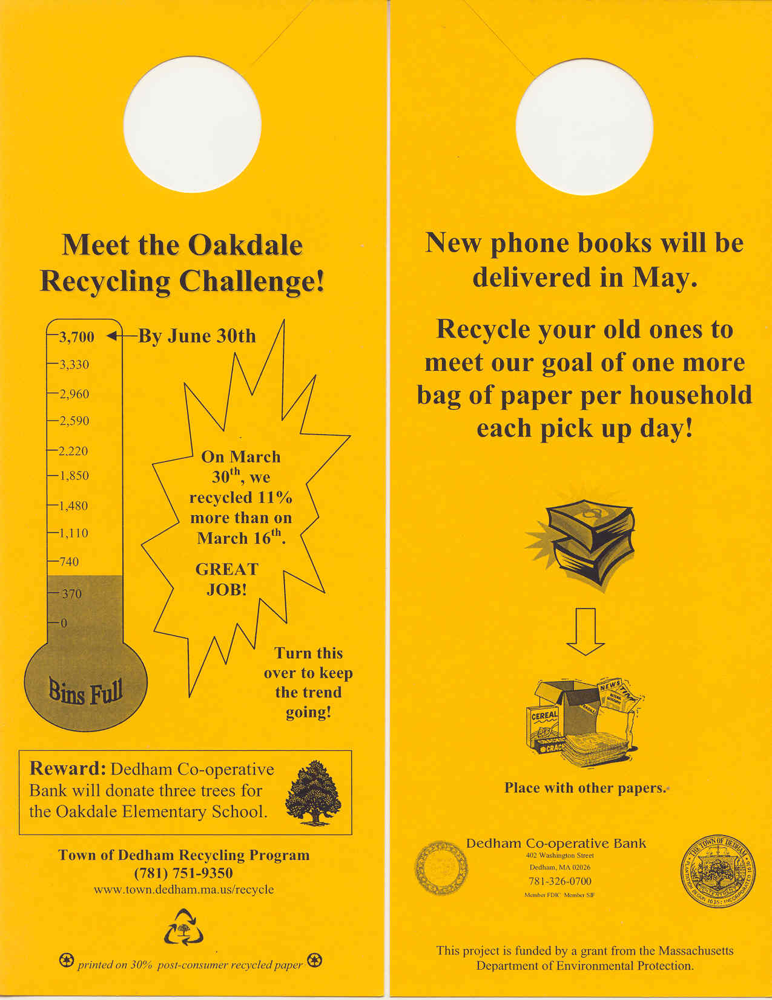 Meet the Oakdale
Recycling Challenge!
3,700
By June 30th
3,330
2,960
2,590
2,220
1,850
1,480
1,110
740
370
0
Bins Full
On March
30th, we
recycled 11%
more than on
March 16th.
GREAT
JOB!
Turn this
over to keep
the trend
going!
Reward: Dedham Co-operative
Bank will donate three trees for
the Oakdale Elementary School.
Town of Dedham Recycling Program
(781) 751-9350
www.town.dedham.ma.us/recycle
printed on 30% post-consumer recycled paper
New phone books will be
delivered in May.
Recycle your old ones to
meet our goal of one more
bag of paper per household
each pick up day!
NEWS
TIM
NATIONAL
GEOGRAPHIC
FRAGILE
CEREAL
CRAC
Place with other papers.
Dedham Co-operative Bank
402 Washington Street
Dedham, MA 02026
781-326-0700
Member FDIC Member SIF
THE TOWN OF DEDHAM
PLANTATION BEGUN 1635: INCORPORATED 1636
This project is funded by a grant from the Massachusetts
Department of Environmental Protection.